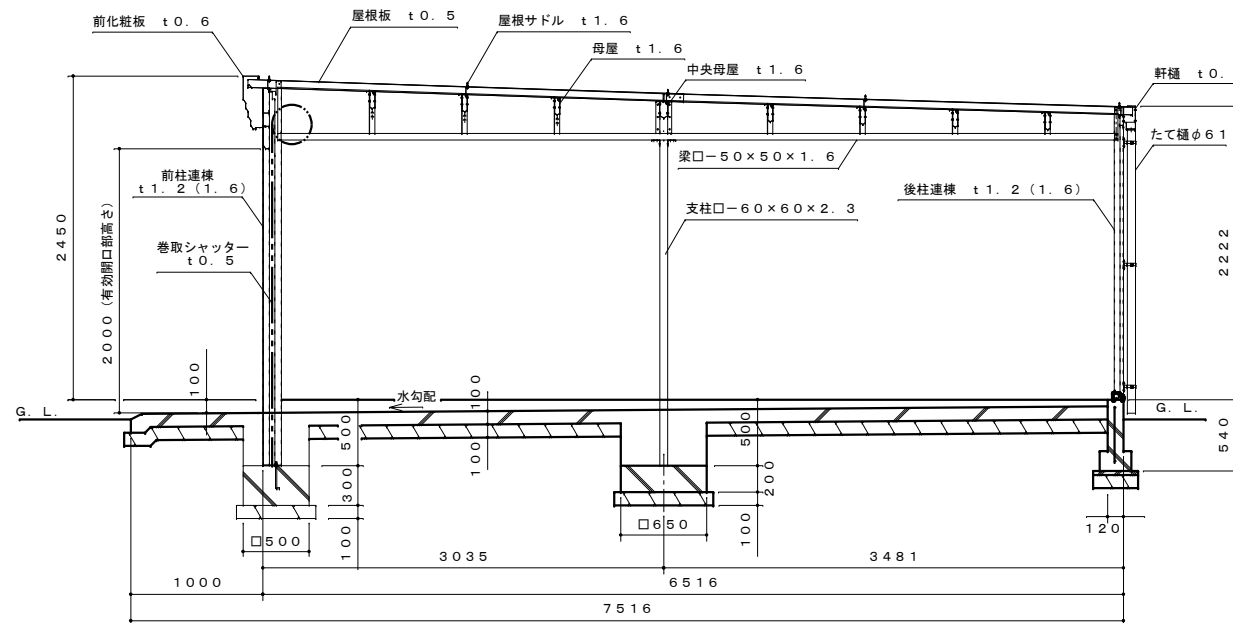 前化粧板　ｔ０．６
屋根板　ｔ０．５
屋根サドル　ｔ１．６
母屋　ｔ１．６
中央母屋　ｔ１．６
軒樋　ｔ０．
たて樋φ６１
梁口－５０×５０×１．６
前柱連棟
ｔ１．２（１．６）
後柱連棟　ｔ１．２（１．６）
支柱口－６０×６０×２．３
巻取シャッター
ｔ０．５
２４５０
２０００（有効開口部高さ）
２２２２
１００
水勾配
１００
Ｇ．Ｌ．
Ｇ．Ｌ．
５００
１００
５００
５４０
３００
２００
１００
１００
□５００
□６５０
１２０
３０３５
３４８１
１０００
６５１６
７５１６